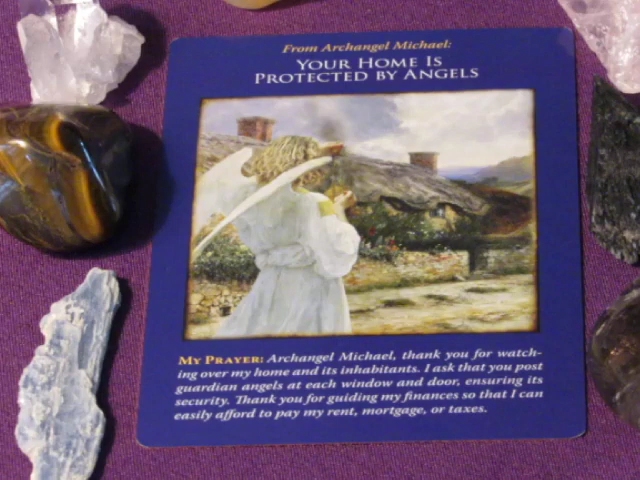 From Archangel Michael:
YOUR HOME IS
PROTECTED BY ANGELS
MY PRAYER: Archangel Michael, thank you for watch-
ing over my home and its inhabitants. I ask that you post
guardian angels at each window and door, ensuring its
security. Thank you for guiding my finances so that I can
easily afford to pay my rent, mortgage, or taxes.